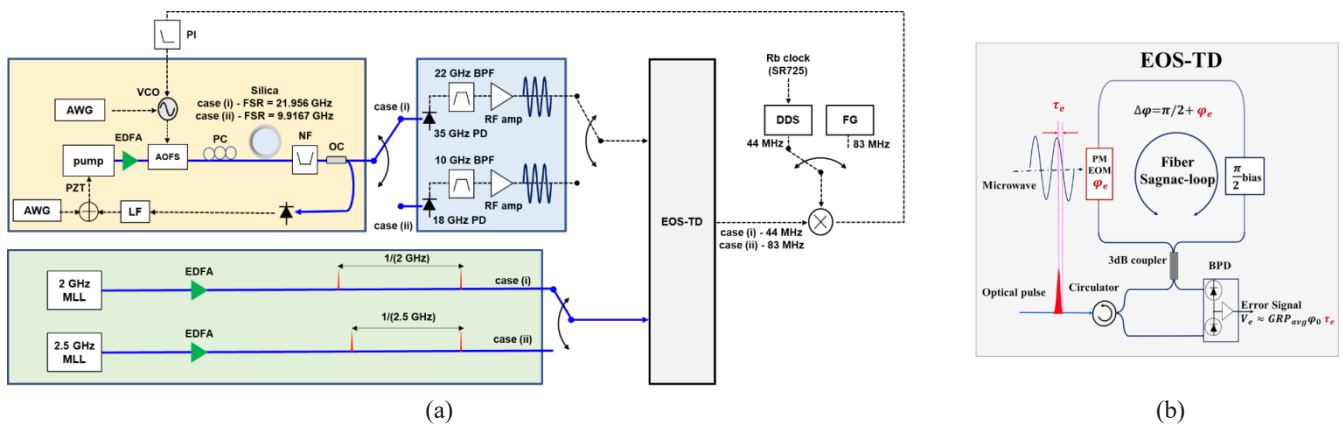 PI
VCO
AWG
Silica
case (i) - FSR = 21.956 GHz
case (ii) - FSR = 9.9167 GHz
EDFA
PC
NF
OC
pump
AOFS
PZT
AWG
LF
case (i)
case (ii)
22 GHz BPF
RF amp
35 GHz PD
10 GHz BPF
RF amp
18 GHz PD
2 GHz
MLL
EDFA
1/(2 GHz)
case (i)
2.5 GHz
MLL
EDFA
1/(2.5 GHz)
case (ii)
EOS-TD
Rb clock
(SR725)
DDS
FG
44 MHz
83 MHz
case (i) - 44 MHz
case (ii) - 83 MHz
(a)
EOS-TD
τe
Δφ=π/2+ φe
PM
EOM
φe
Fiber
Sagnac-loop
π/2 bias
Microwave
3dB coupler
BPD
Optical pulse
Circulator
Error Signal
Ve ≈ GRPavgφ0 τe
(b)